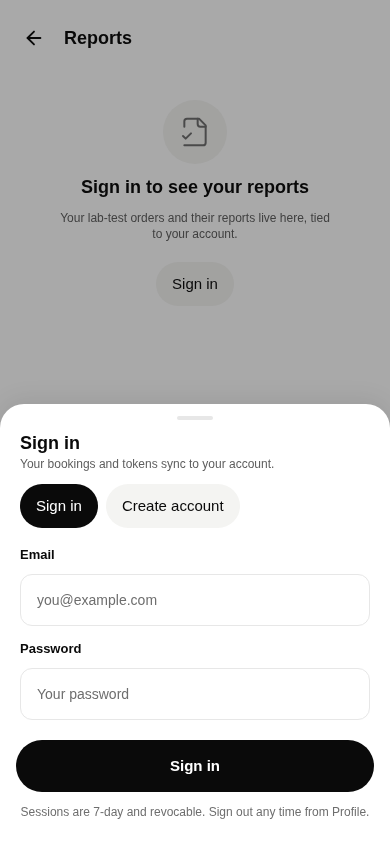 Reports
Sign in to see your reports
Your lab-test orders and their reports live here, tied
to your account.
Sign in
Sign in
Your bookings and tokens sync to your account.
Sign in
Create account
Email
you@example.com
Password
Your password
Sign in
Sessions are 7-day and revocable. Sign out any time from Profile.